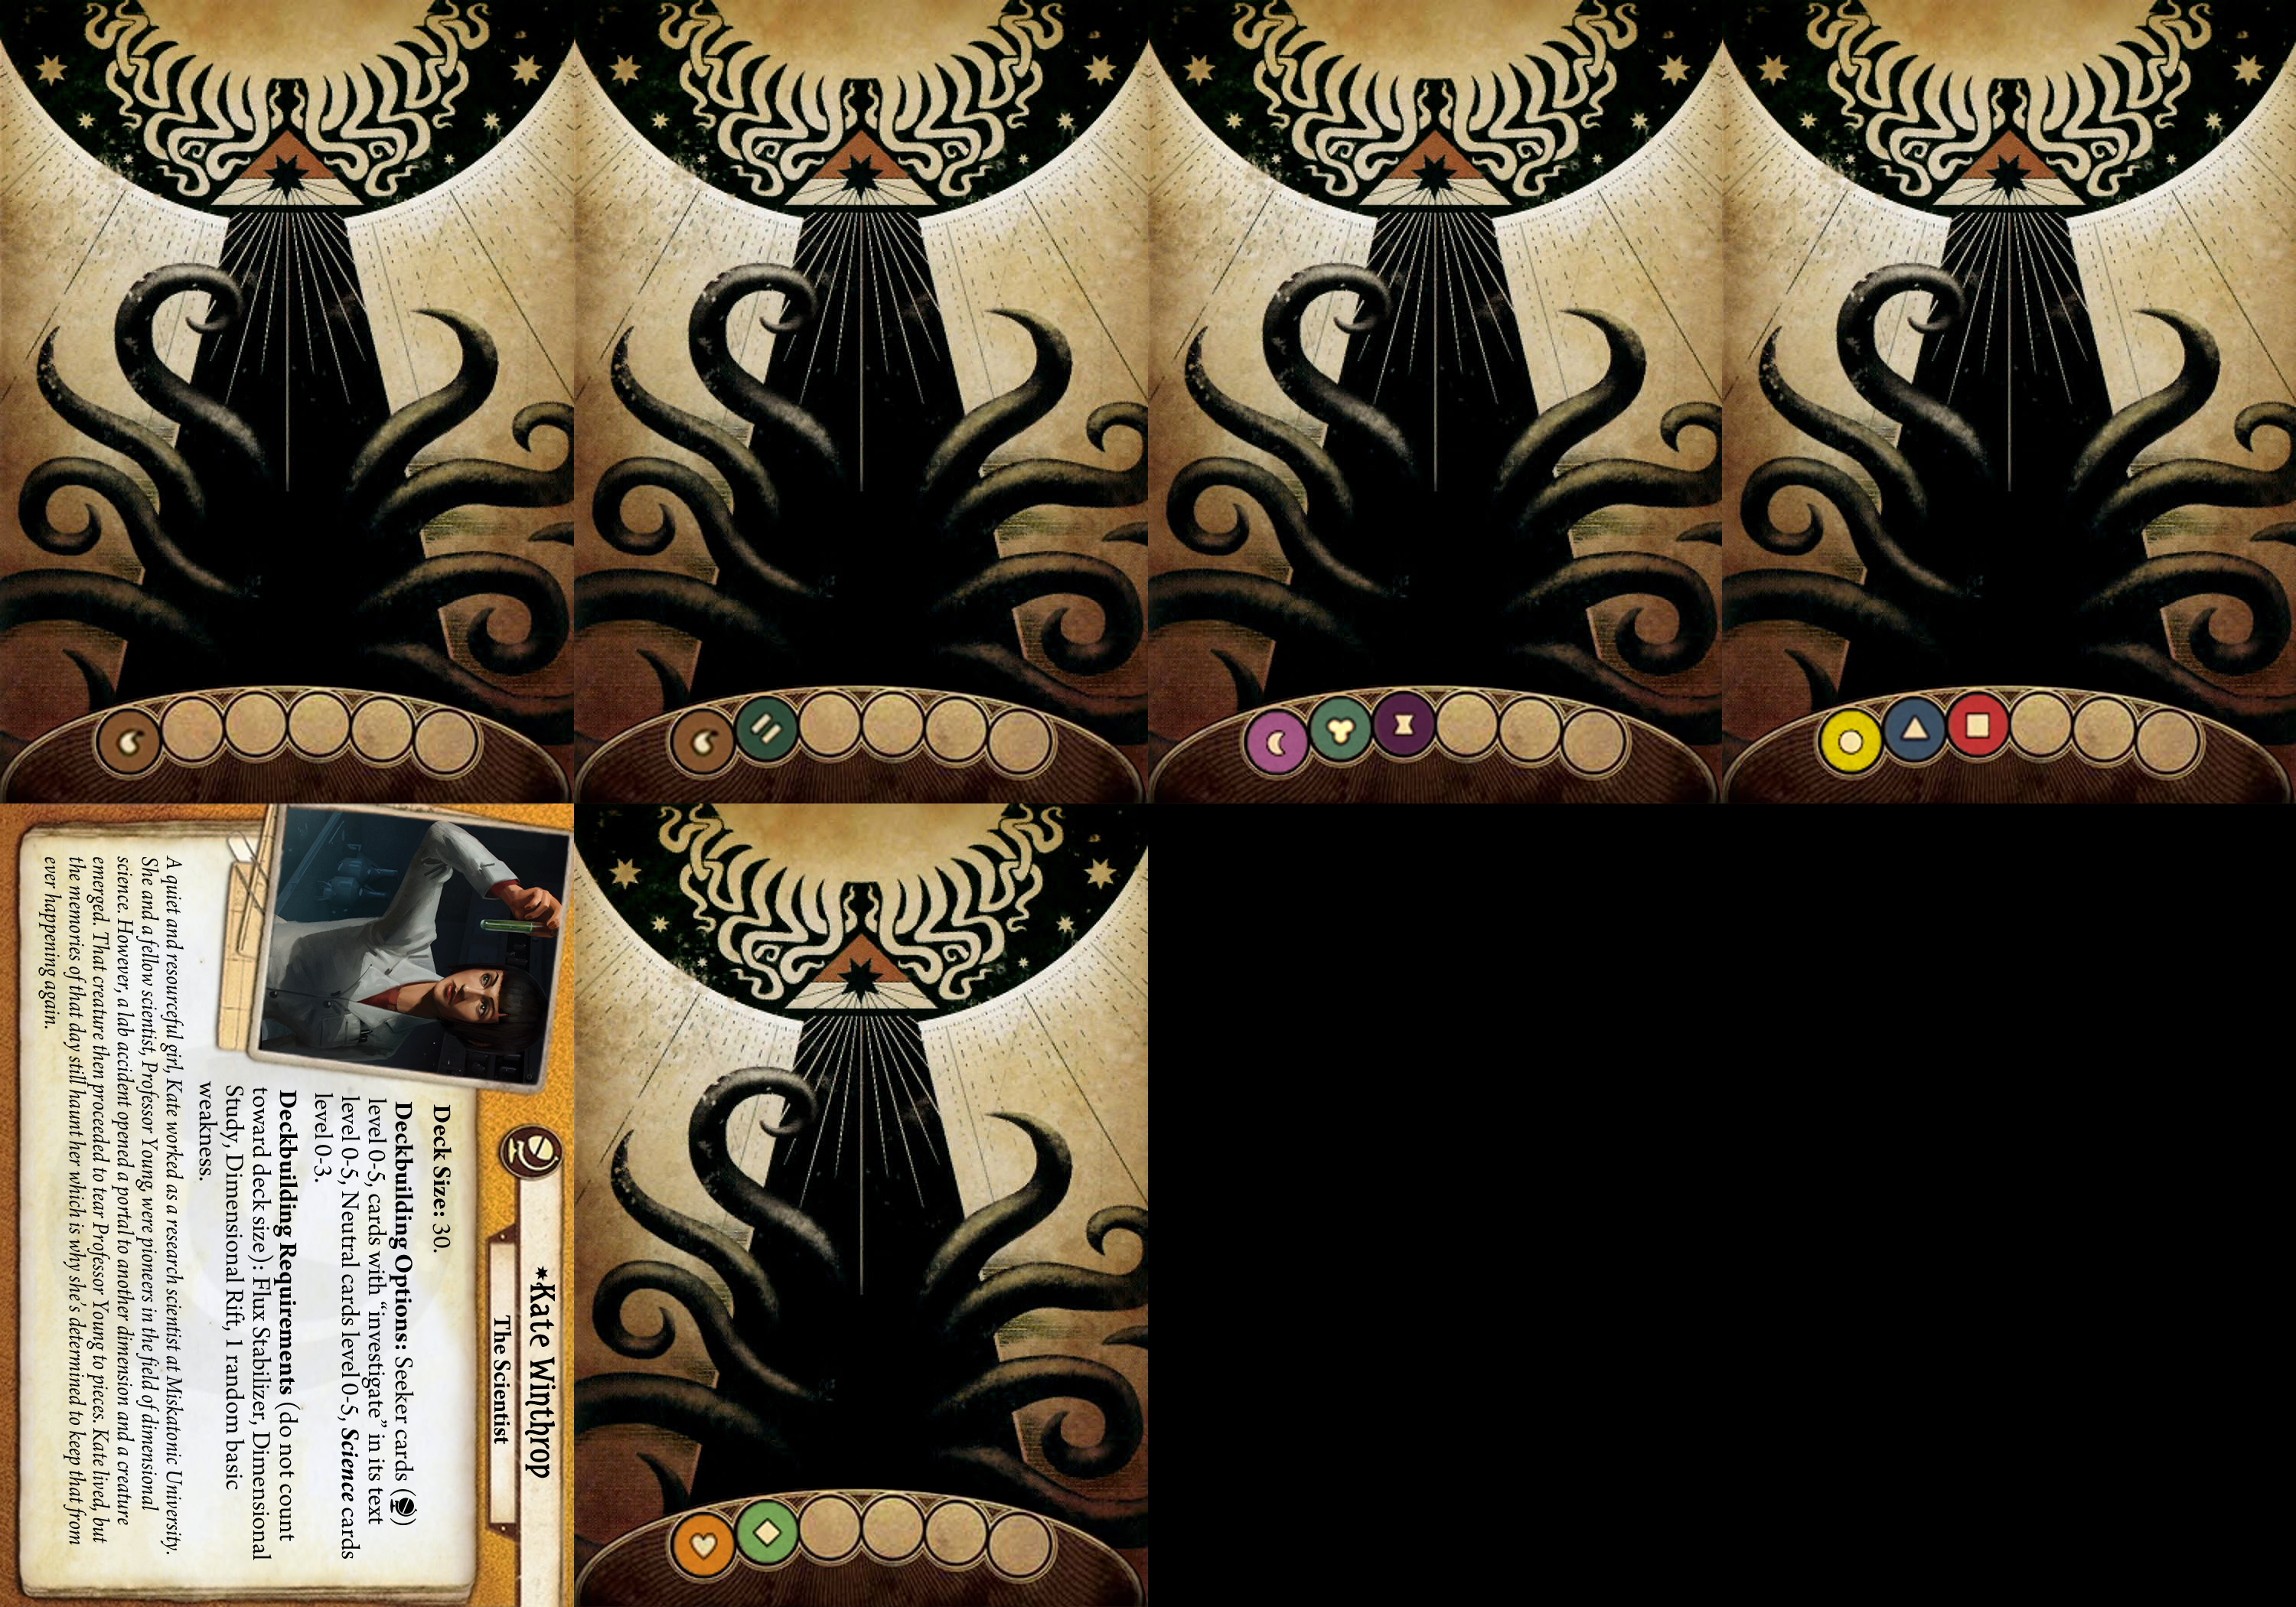 Kate Winthrop
The Scientist
Deck Size: 30.
Deckbuilding Options: Seeker cards ( )
level 0-5, cards with “investigate” in its text
level 0-5, Neutral cards level 0-5, Science cards
level 0-3.
Deckbuilding Requirements (do not count
toward deck size): Flux Stabilizer, Dimensional
Study, Dimensional Rift, 1 random basic
weakness.
A quiet and resourceful girl, Kate worked as a research scientist at Miskatonic University.
She and a fellow scientist, Professor Young, were pioneers in the field of dimensional
science. However, a lab accident opened a portal to another dimension and a creature
emerged. That creature then proceeded to tear Professor Young to pieces. Kate lived, but
the memories of that day still haunt her which is why she's determined to keep that from
ever happening again.